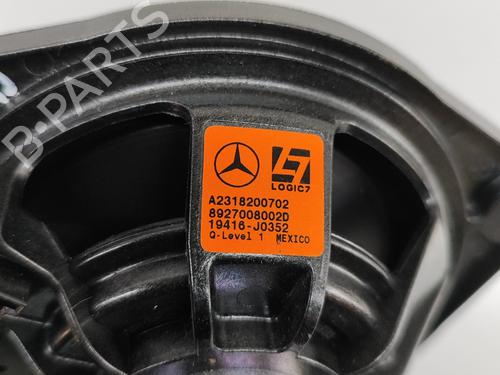 B-PARTS
LOGIC7
A2318200702
8927008002D
19416-J0352
Q-Level 1 MEXICO